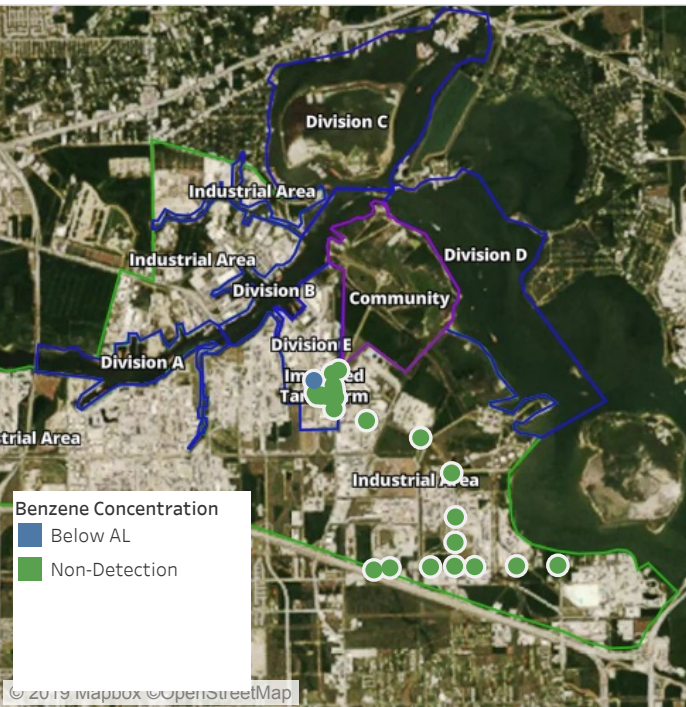 Division C
Industrial Area
Division D
Industrial Area
Division B
Community
Division E
Division A
trial Area
Industrial Area
Benzene Concentration
Below AL
Non-Detection
© 2019 Mapbox ©OpenStreetMap